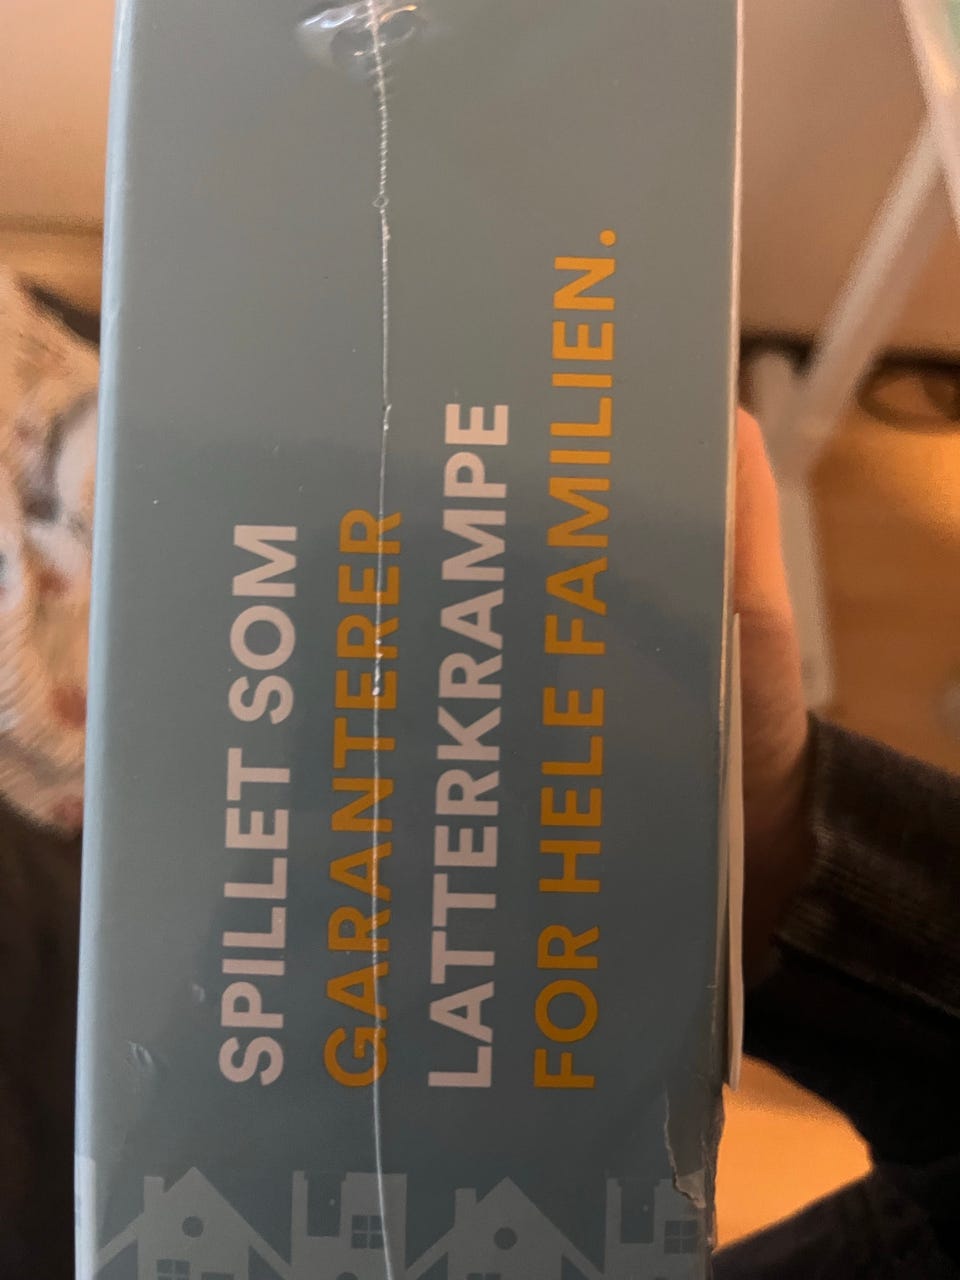 SPILLET SOM
GARANTERER
LATTERKRAMPE
FOR HELE FAMILIEN.